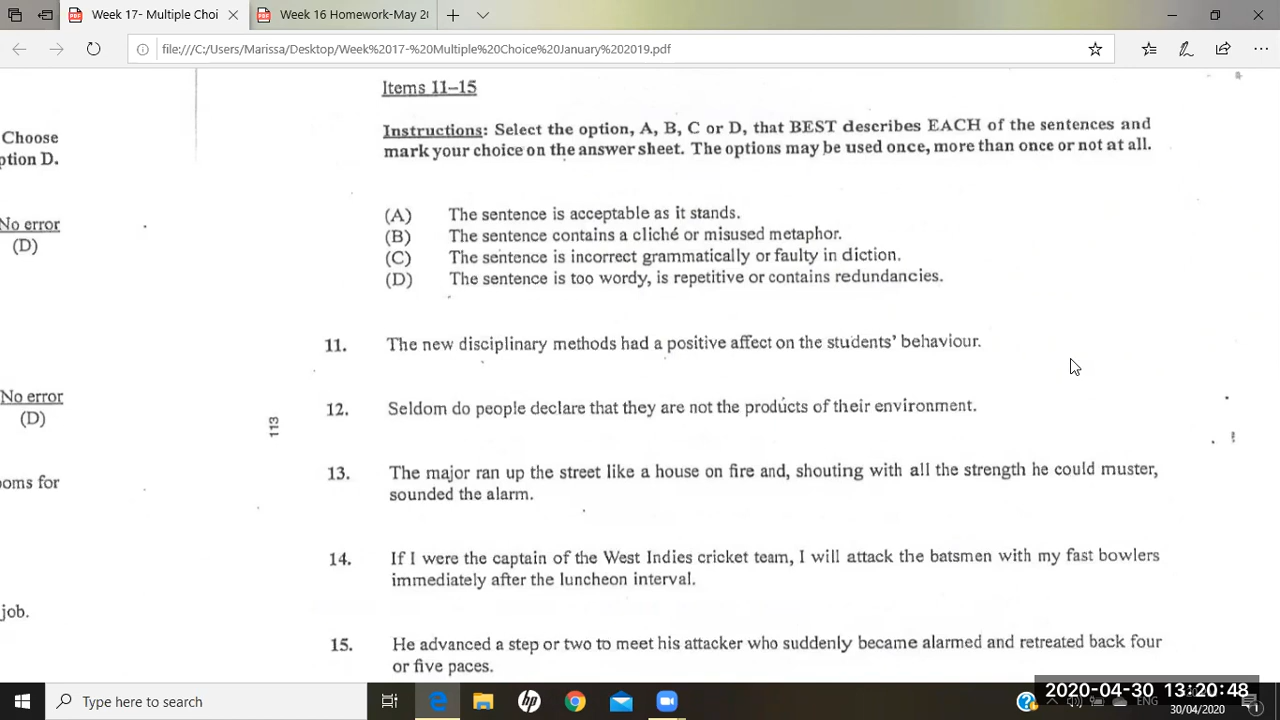 Week 17- Multiple Choi
Week 16 Homework-May 20
file:///C:/Users/Marissa/Desktop/Week%2017-%20Multiple%20Choice%20January%202019.pdf
Choose
ption D.
No error
(D)
No error
(D)
ooms for
job.
113
Items 11–15
Instructions: Select the option, A, B, C or D, that BEST describes EACH of the sentences and
mark your choice on the answer sheet. The options may be used once, more than once or not at all.
(A) The sentence is acceptable as it stands.
(B) The sentence contains a cliché or misused metaphor.
(C) The sentence is incorrect grammatically or faulty in diction.
(D) The sentence is too wordy, is repetitive or contains redundancies.
11. The new disciplinary methods had a positive affect on the students' behaviour.
12. Seldom do people declare that they are not the products of their environment.
13. The major ran up the street like a house on fire and, shouting with all the strength he could muster,
sounded the alarm.
14. If I were the captain of the West Indies cricket team, I will attack the batsmen with my fast bowlers
immediately after the luncheon interval.
15. He advanced a step or two to meet his attacker who suddenly became alarmed and retreated back four
or five paces.
Type here to search
ENG
2020-04-30 13:20:48
30/04/2020